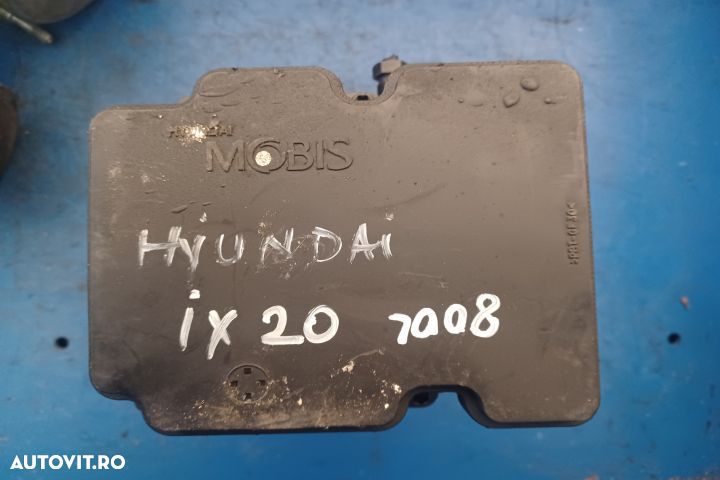 HYUNDAI
MOBIS
HYUNDAI
ix 20 7008
AUTOVIT.RO